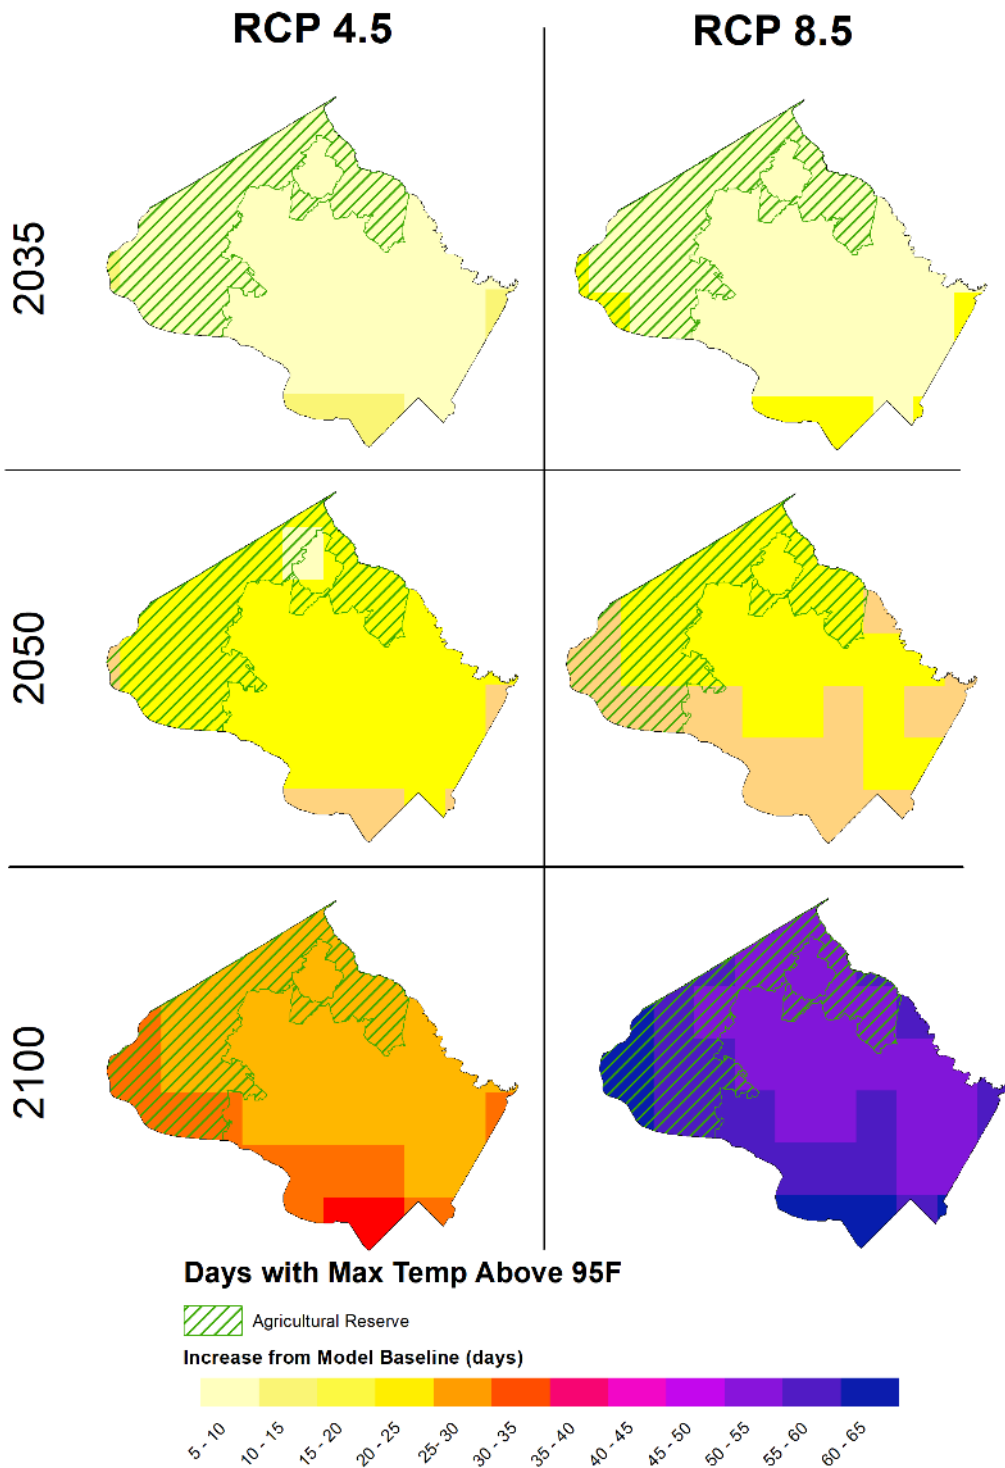 RCP 4.5
RCP 8.5
2035
2050
2100
Days with Max Temp Above 95F
Agricultural Reserve
Increase from Model Baseline (days)
5 - 10
10 - 15
15 - 20
20 - 25
25- 30
30 - 35
35 - 40
40 - 45
45 - 50
50 - 55
55 - 60
60 - 65